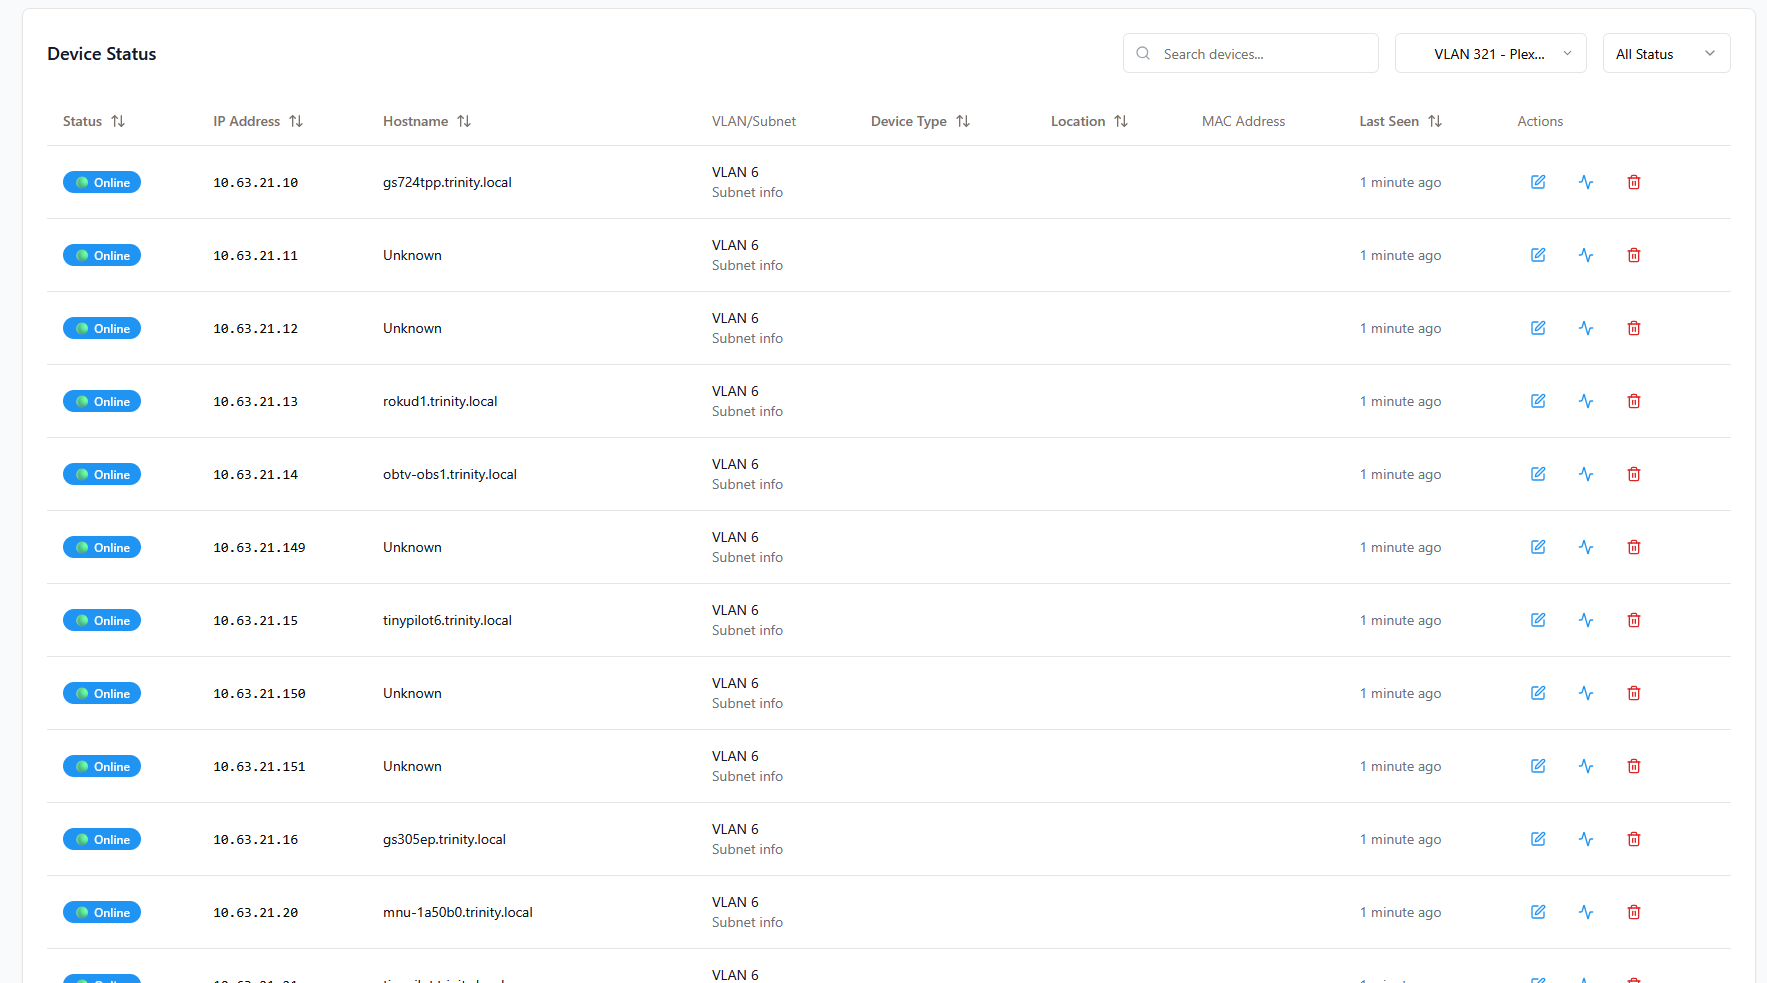 Device Status
Search devices...
VLAN 321 - Plex...
All Status
Status IP Address Hostname VLAN/Subnet Device Type Location MAC Address Last Seen Actions
Online 10.63.21.10 gs724tpp.trinity.local VLAN 6 1 minute ago
Subnet info
Online 10.63.21.11 Unknown VLAN 6 1 minute ago
Subnet info
Online 10.63.21.12 Unknown VLAN 6 1 minute ago
Subnet info
Online 10.63.21.13 rokud1.trinity.local VLAN 6 1 minute ago
Subnet info
Online 10.63.21.14 obtv-obs1.trinity.local VLAN 6 1 minute ago
Subnet info
Online 10.63.21.149 Unknown VLAN 6 1 minute ago
Subnet info
Online 10.63.21.15 tinypilot6.trinity.local VLAN 6 1 minute ago
Subnet info
Online 10.63.21.150 Unknown VLAN 6 1 minute ago
Subnet info
Online 10.63.21.151 Unknown VLAN 6 1 minute ago
Subnet info
Online 10.63.21.16 gs305ep.trinity.local VLAN 6 1 minute ago
Subnet info
Online 10.63.21.20 mnu-1a50b0.trinity.local VLAN 6 1 minute ago
Subnet info
VLAN 6